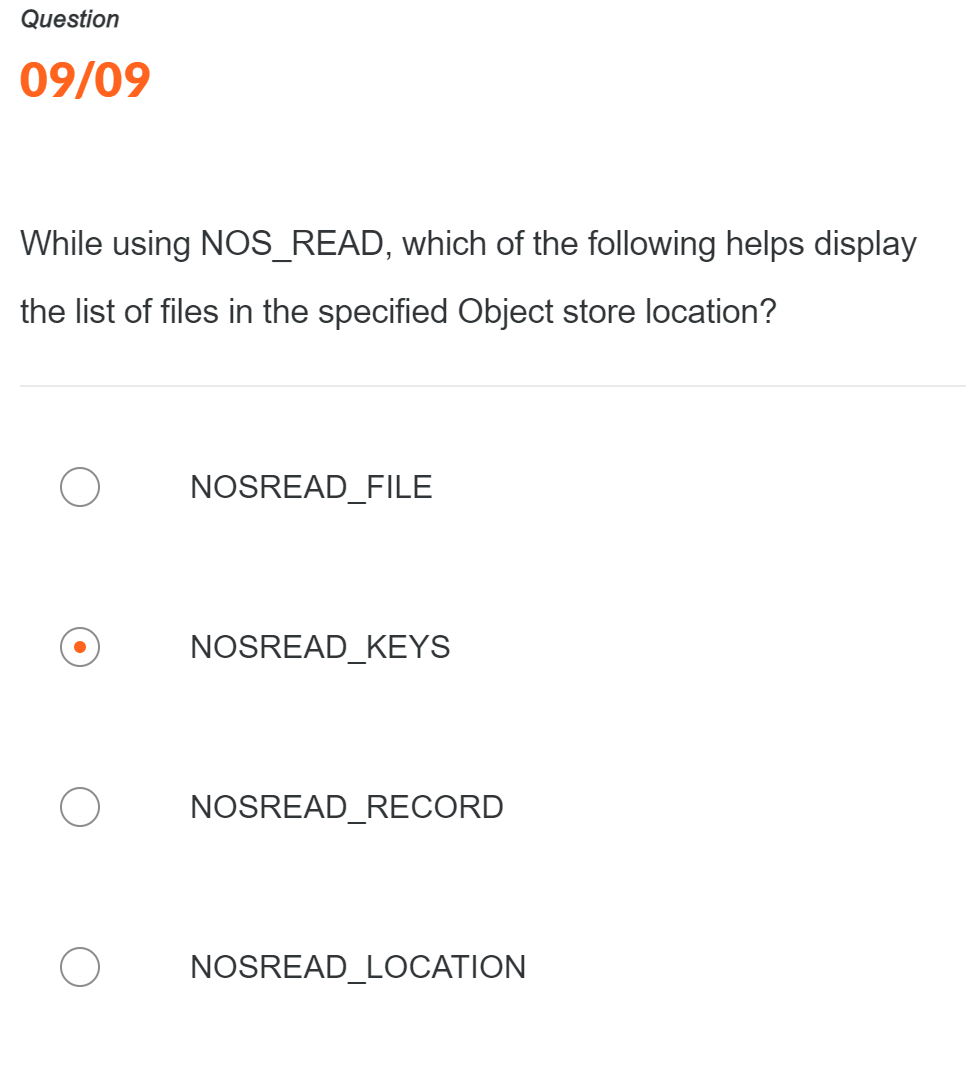 Question
09/09
While using NOS_READ, which of the following helps display
the list of files in the specified Object store location?
NOSREAD_FILE
NOSREAD_KEYS
NOSREAD_RECORD
NOSREAD_LOCATION